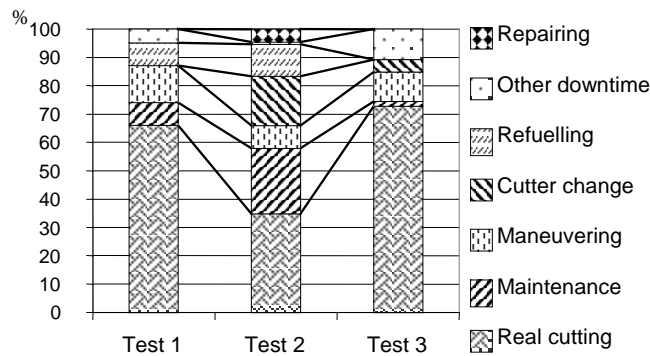 %
100
90
80
70
60
50
40
30
20
10
0
Test 1 Test 2 Test 3
Repairing
Other downtime
Refuelling
Cutter change
Maneuvering
Maintenance
Real cutting